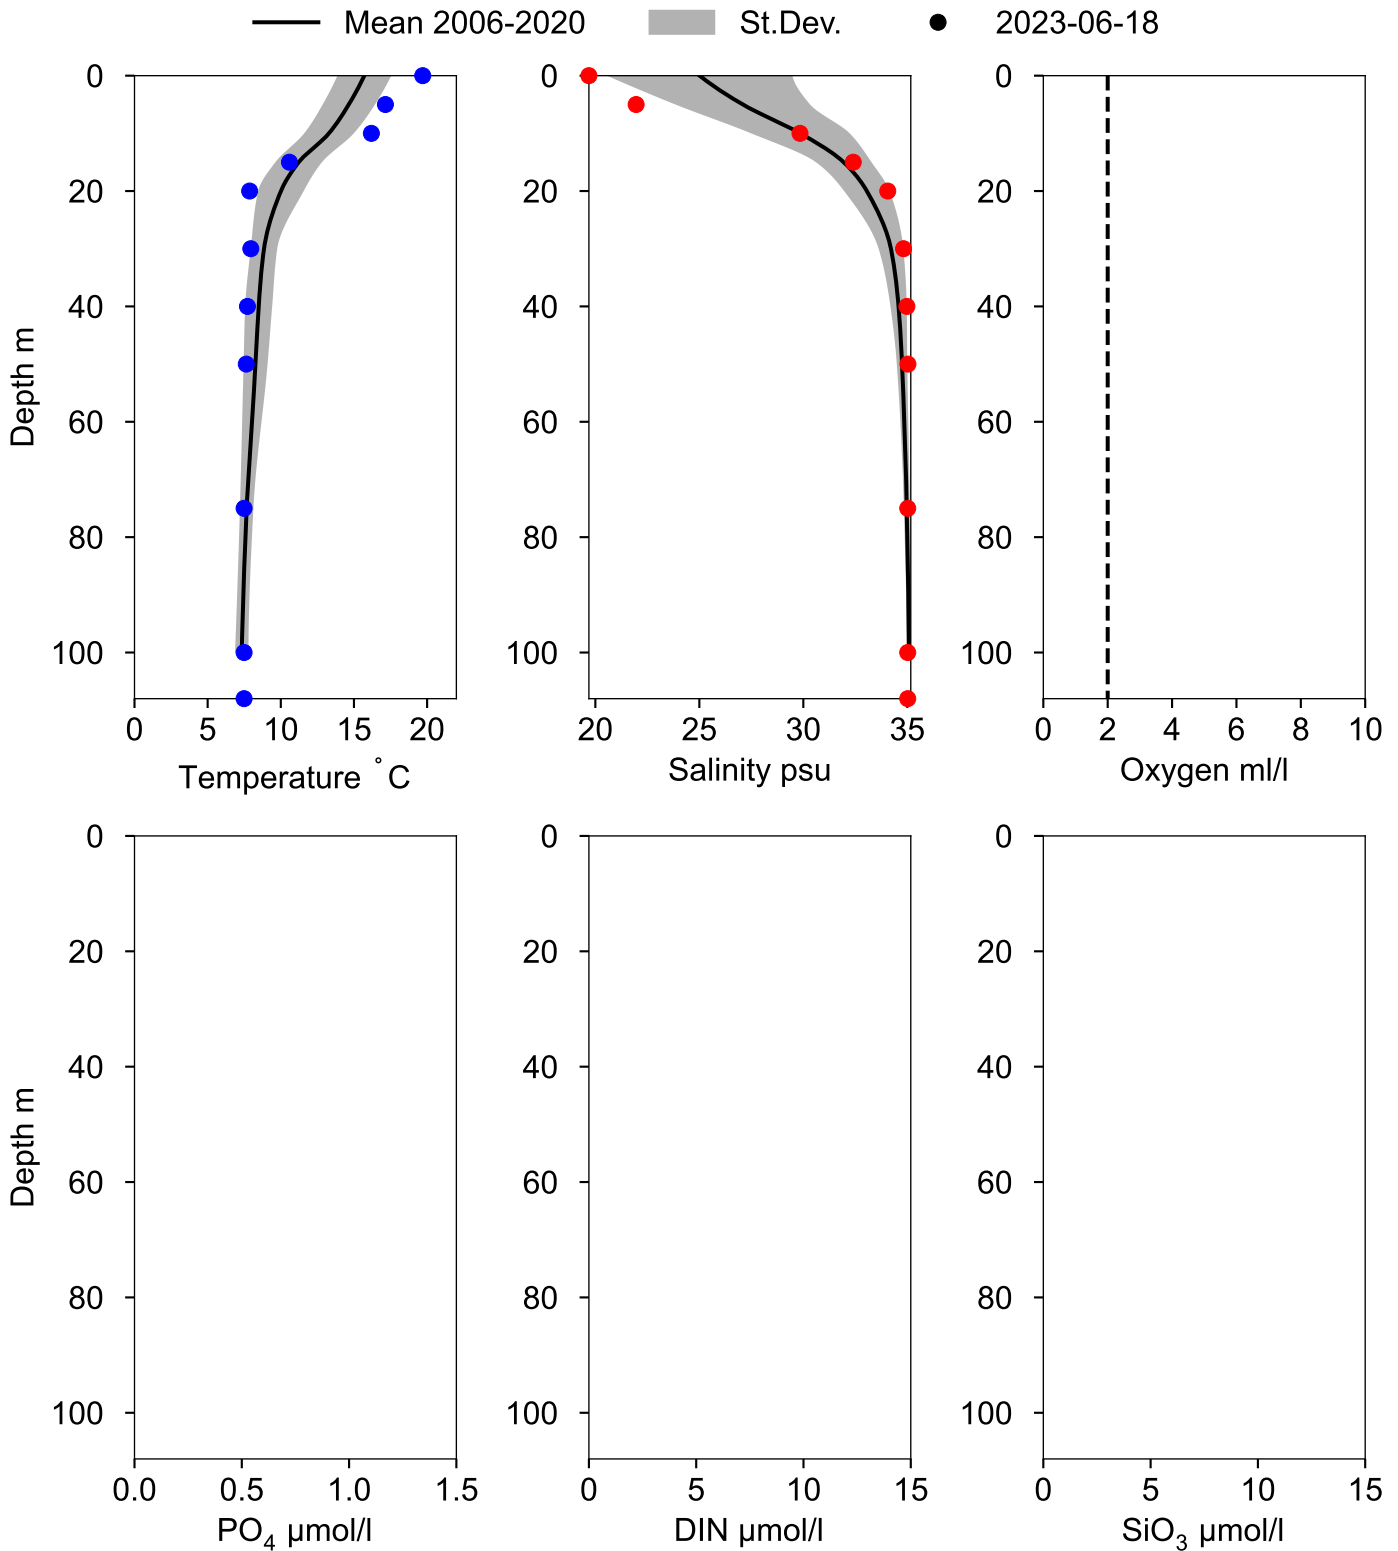 Mean 2006-2020 St.Dev. 2023-06-18
0 0 0
20 20 20
40 40 40
60 60 60
80 80 80
100 100 100
Depth m
0 5 10 15 20 20 25 30 35 0 2 4 6 8 10
Temperature °C Salinity psu Oxygen ml/l
0 0 0
20 20 20
40 40 40
60 60 60
80 80 80
100 100 100
Depth m
0.0 0.5 1.0 1.5 0 5 10 15 0 5 10 15
PO₄ µmol/l DIN µmol/l SiO₃ µmol/l